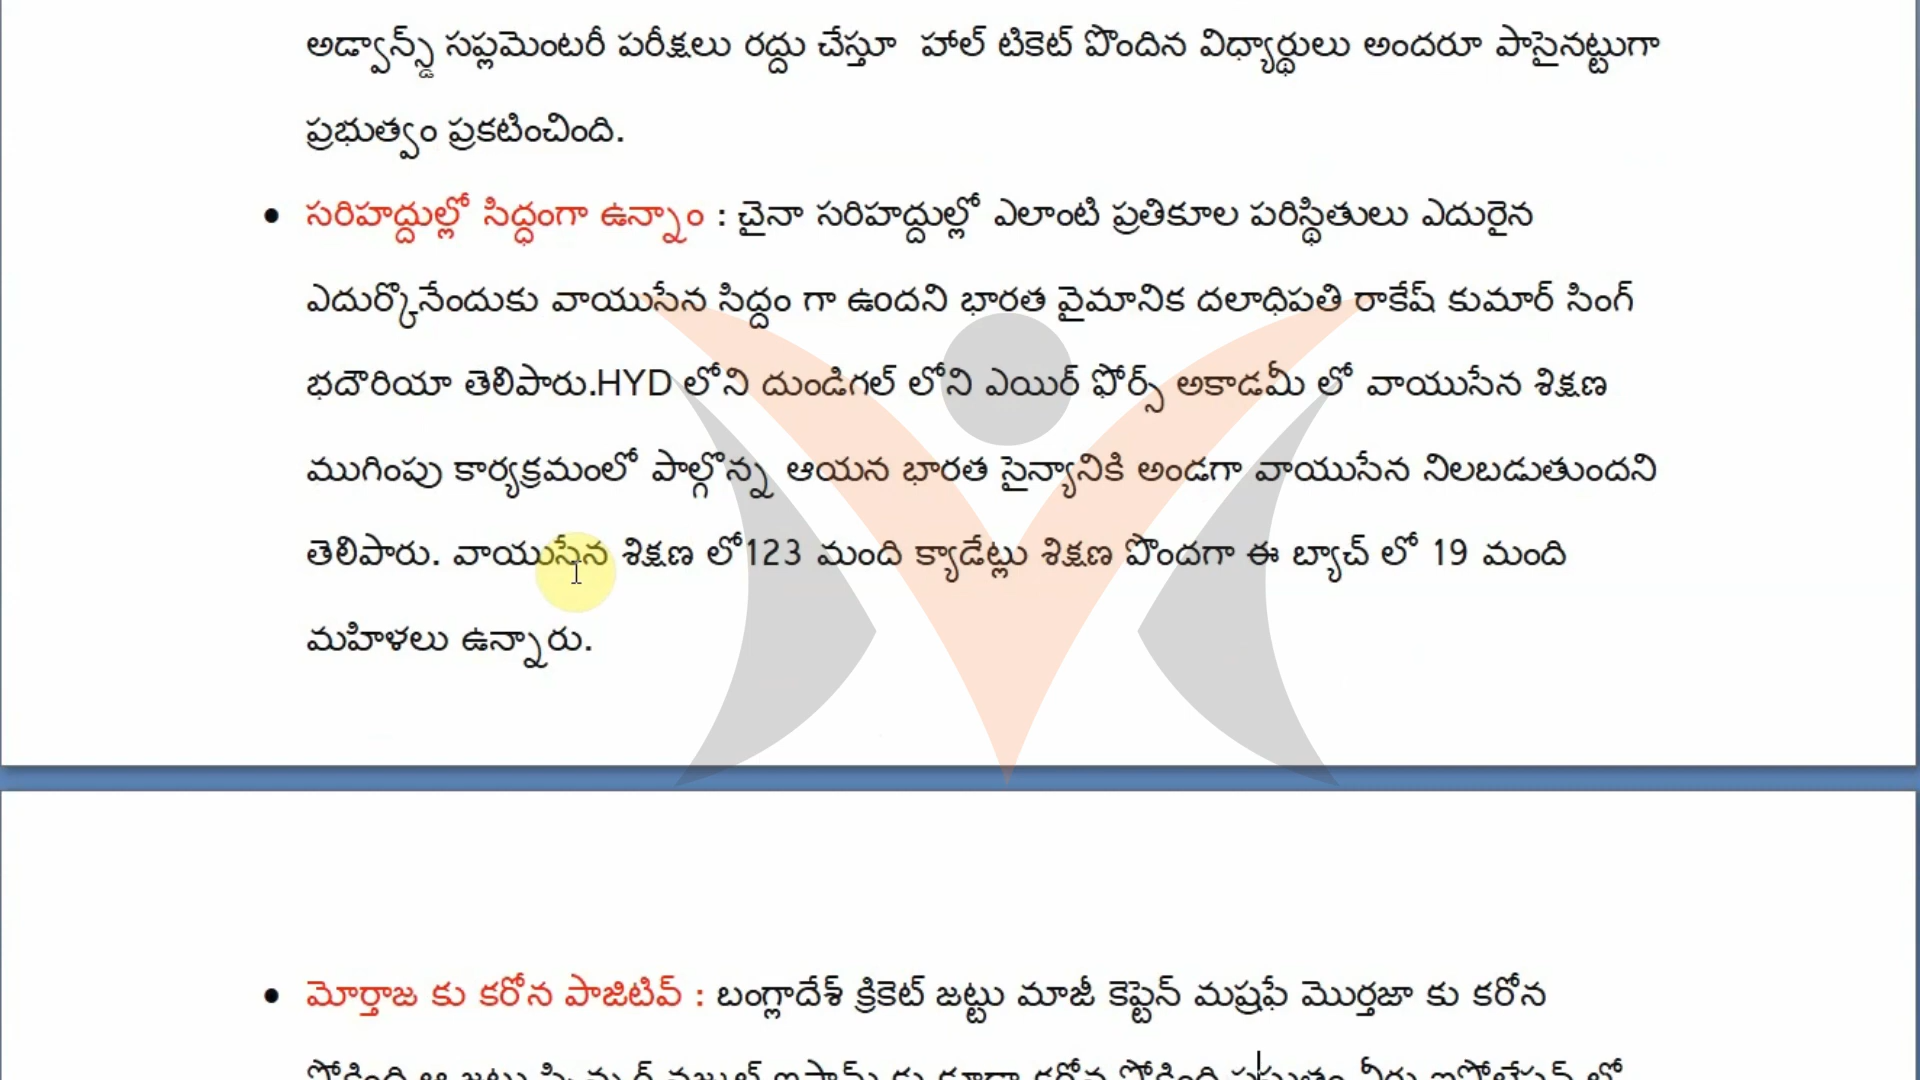 అడ్వాన్స్డ్ సప్లమెంటరీ పరీక్షలు రద్దు చేస్తూ హాల్ టికెట్ పొందిన విధ్యార్థులు అందరూ పాసైనట్టుగా
ప్రభుత్వం ప్రకటించింది.
• సరిహద్దుల్లో సిద్ధంగా ఉన్నాం : చైనా సరిహద్దుల్లో ఎలాంటి ప్రతికూల పరిస్థితులు ఎదురైన
ఎదుర్కొనేందుకు వాయుసేన సిద్దం గా ఉందని భారత వైమానిక దలాధిపతి రాకేష్ కుమార్ సింగ్
భదౌరియా తెలిపారు.HYD లోని దుండిగల్ లోని ఎయిర్ ఫోర్స్ అకాడమీ లో వాయుసేన శిక్షణ
ముగింపు కార్యక్రమంలో పాల్గొన్న ఆయన భారత సైన్యానికి అండగా వాయుసేన నిలబడుతుందని
తెలిపారు. వాయుసేన శిక్షణ లో123 మంది క్యాడేట్లు శిక్షణ పొందగా ఈ బ్యాచ్ లో 19 మంది
మహిళలు ఉన్నారు.
• మోర్తాజ కు కరోన పాజిటివ్ : బంగ్లాదేశ్ క్రికెట్ జట్టు మాజీ కెప్టెన్ మష్రఫే మొర్తజా కు కరోన